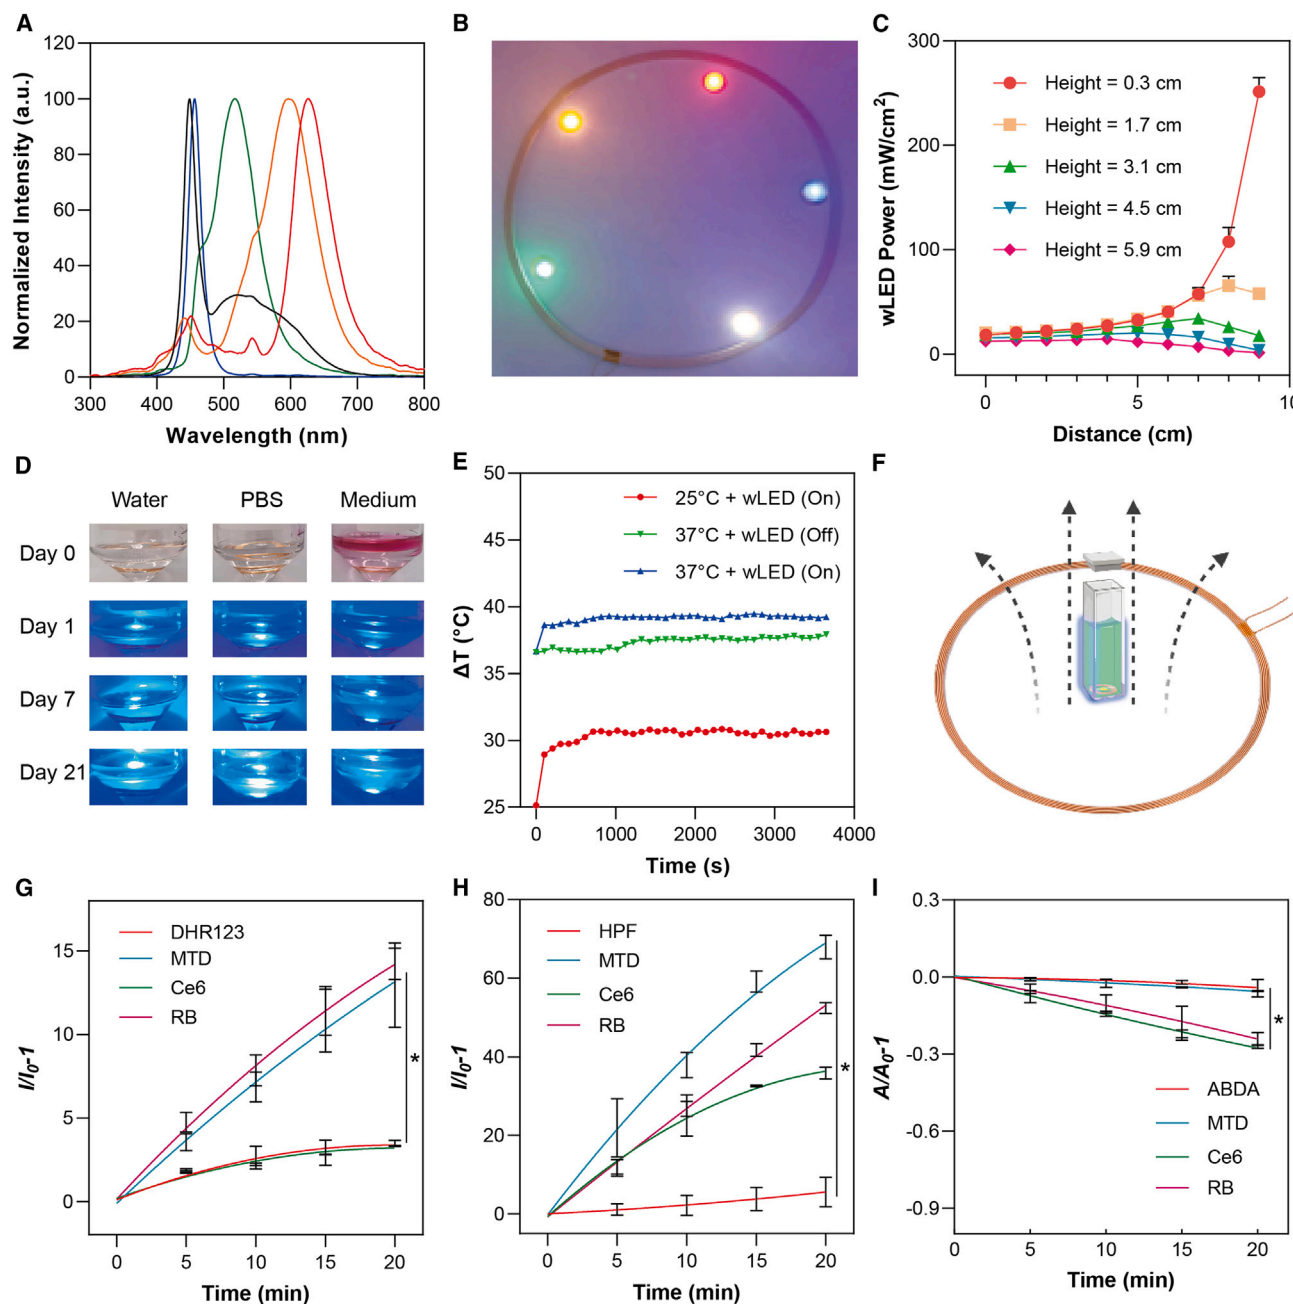 A
Normalized Intensity (a.u.)
120
100
80
60
40
20
0
300 400 500 600 700 800
Wavelength (nm)
B
C
wLED Power (mW/cm²)
300
200
100
0
Height = 0.3 cm
Height = 1.7 cm
Height = 3.1 cm
Height = 4.5 cm
Height = 5.9 cm
0 5 10
Distance (cm)
D
Water PBS Medium
Day 0
Day 1
Day 7
Day 21
E
ΔT (°C)
50
45
40
35
30
25
25°C + wLED (On)
37°C + wLED (Off)
37°C + wLED (On)
0 1000 2000 3000 4000
Time (s)
F
G
I/I₀-1
15
10
5
0
DHR123
MTD
Ce6
RB
*
0 5 10 15 20
Time (min)
H
I/I₀-1
80
60
40
20
0
HPF
MTD
Ce6
RB
*
0 5 10 15 20
Time (min)
I
A/A₀-1
0.3
0.0
-0.3
-0.6
-0.9
*
ABDA
MTD
Ce6
RB
0 5 10 15 20
Time (min)